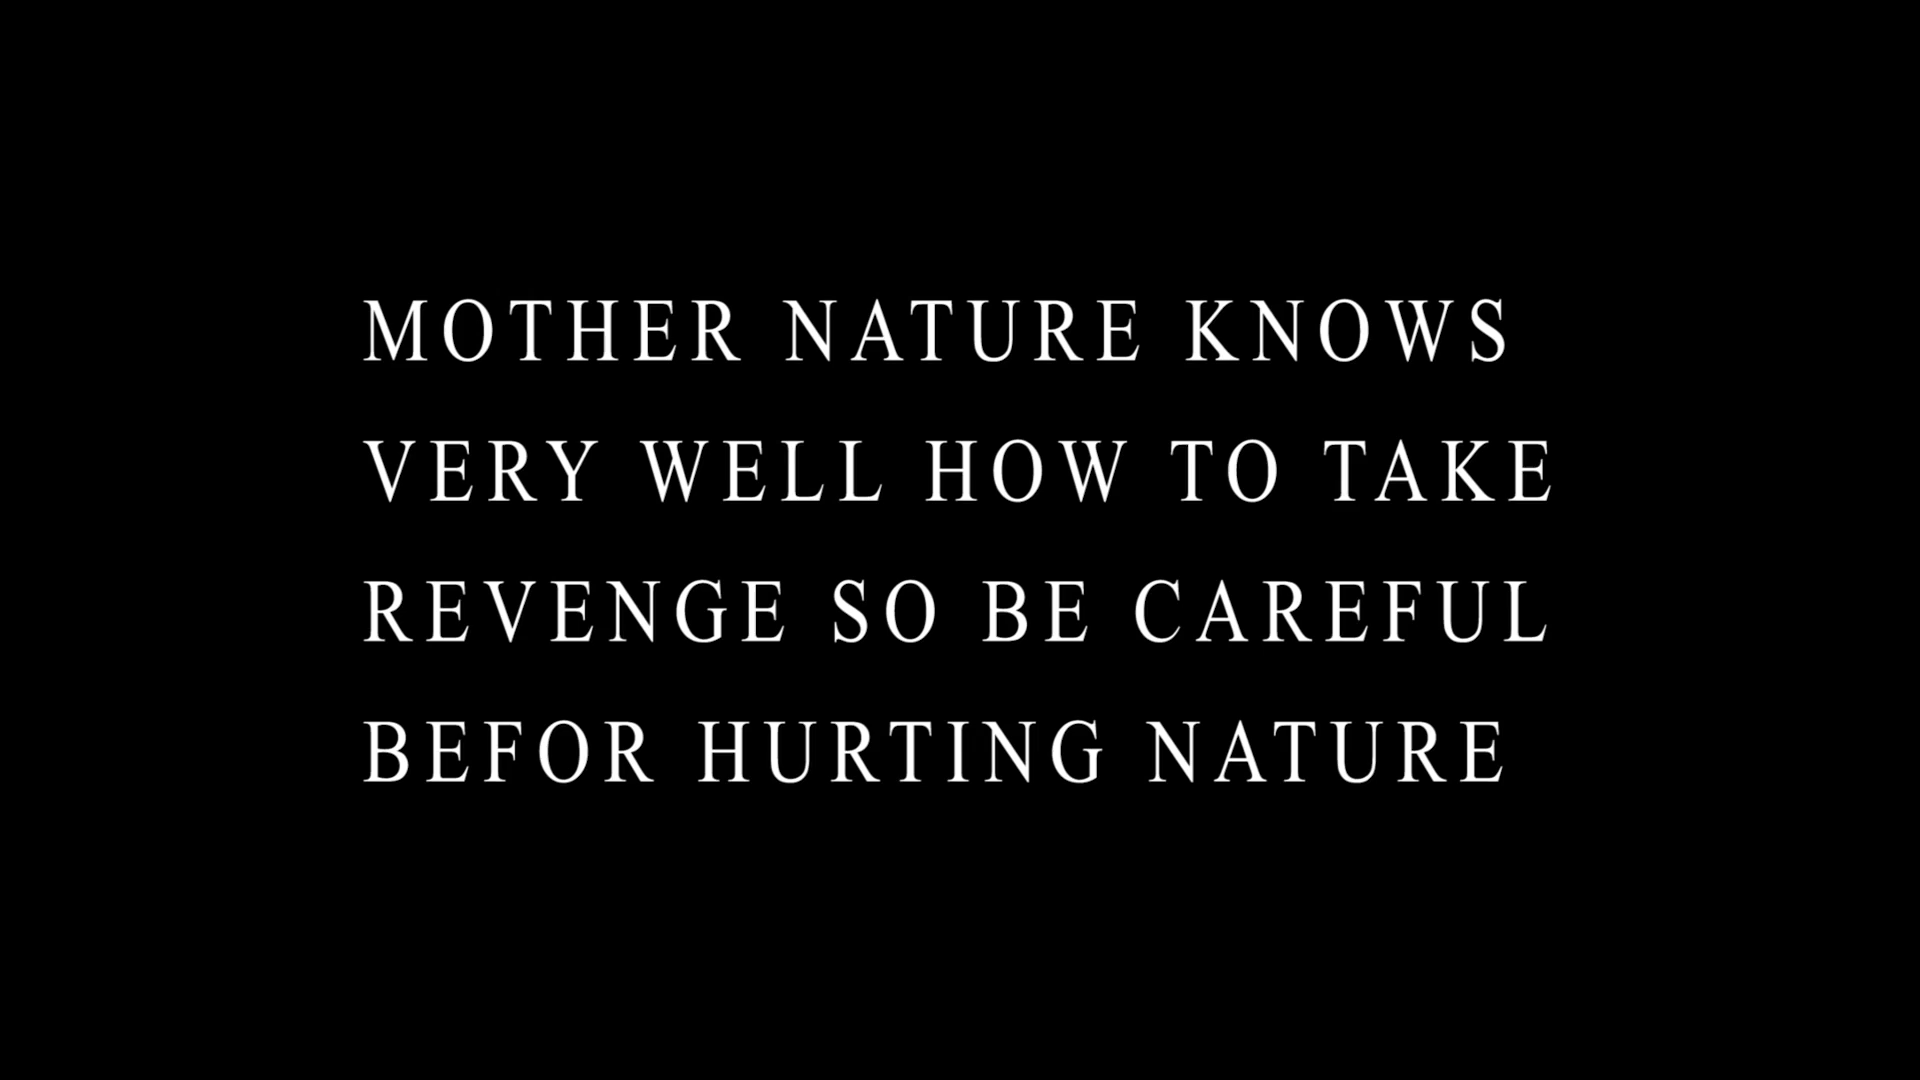 MOTHER NATURE KNOWS
VERY WELL HOW TO TAKE
REVENGE SO BE CAREFUL
BEFOR HURTING NATURE